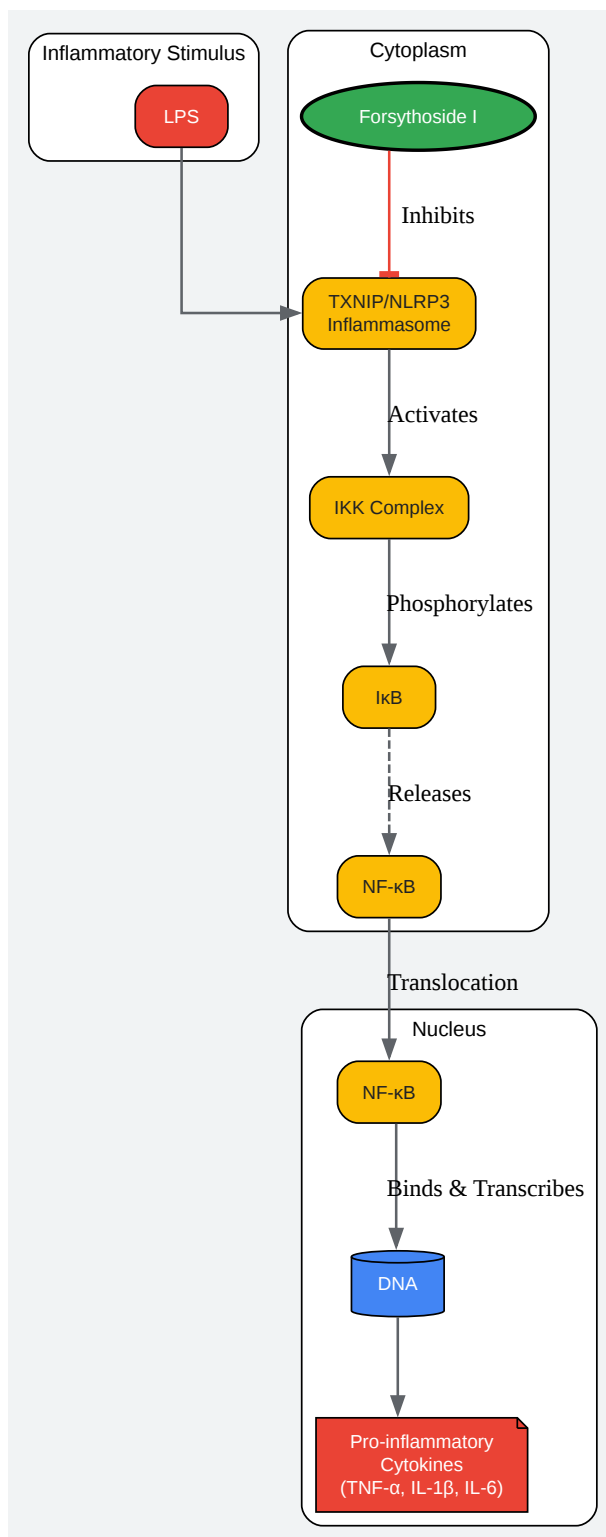 Inflammatory Stimulus
LPS
Cytoplasm
Forsythoside I
Inhibits
TXNIP/NLRP3
Inflammasome
Activates
IKK Complex
Phosphorylates
IκB
Releases
NF-κB
Translocation
Nucleus
NF-κB
Binds & Transcribes
DNA
Pro-inflammatory
Cytokines
(TNF-α, IL-1β, IL-6)